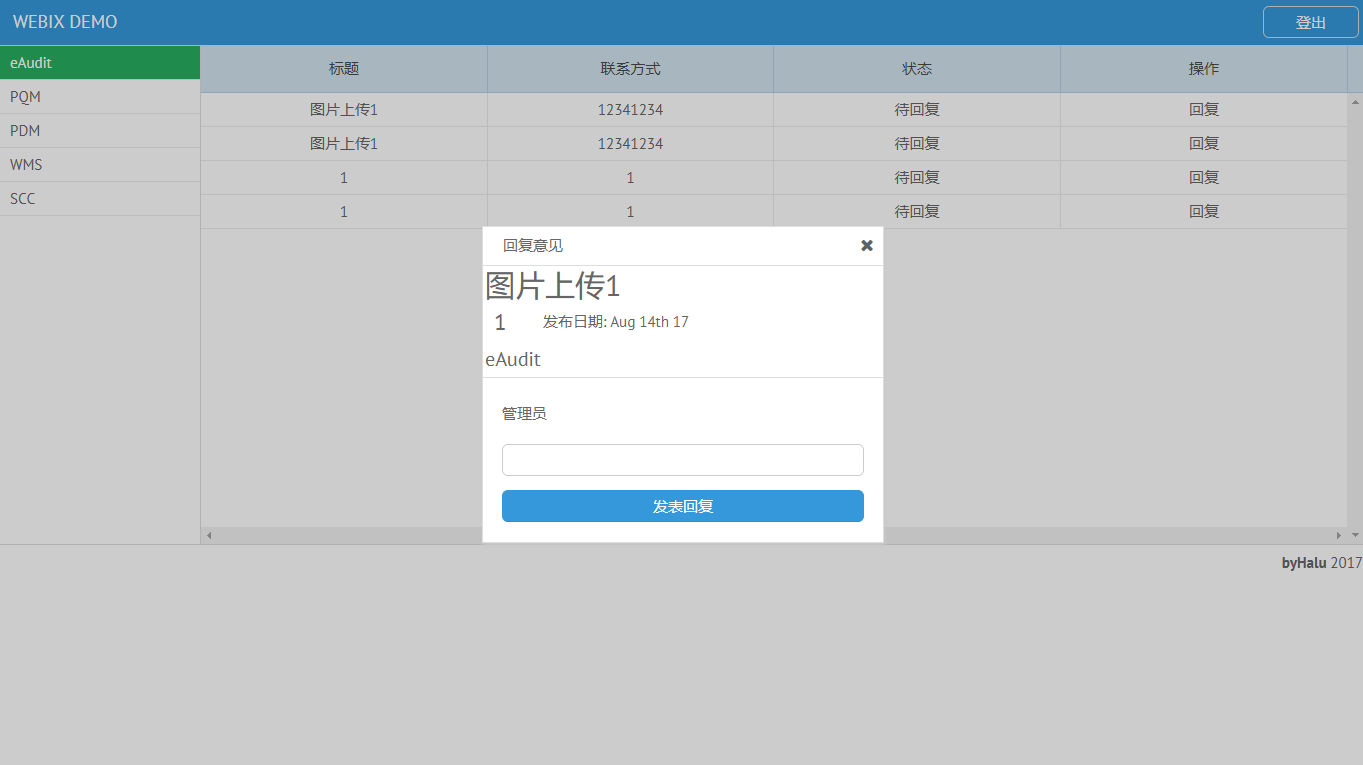 WEBIX DEMO 登出
eAudit
PQM
PDM
WMS
SCC
标题 联系方式 状态 操作
图片上传1 12341234 待回复 回复
图片上传1 12341234 待回复 回复
1 1 待回复 回复
1 1 待回复 回复
回复意见
图片上传1
1 发布日期: Aug 14th 17
eAudit
管理员
发表回复
byHalu 2017